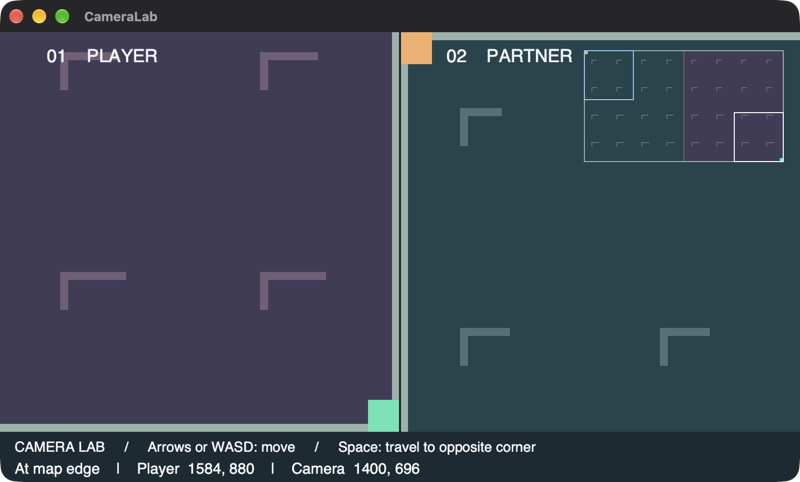 CameraLab
01 PLAYER
02 PARTNER
CAMERA LAB / Arrows or WASD: move / Space: travel to opposite corner
At map edge | Player 1584, 880 | Camera 1400, 696